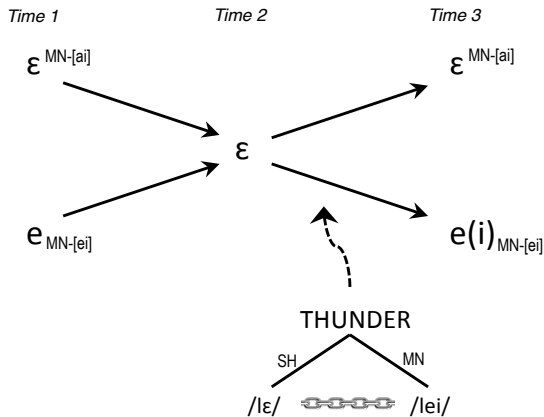 Time 1 Time 2 Time 3
ɛ MN-[ai] ɛ MN-[ai]
ɛ
e MN-[ei] e(i) MN-[ei]
THUNDER
SH MN
/lɛ/ /lei/